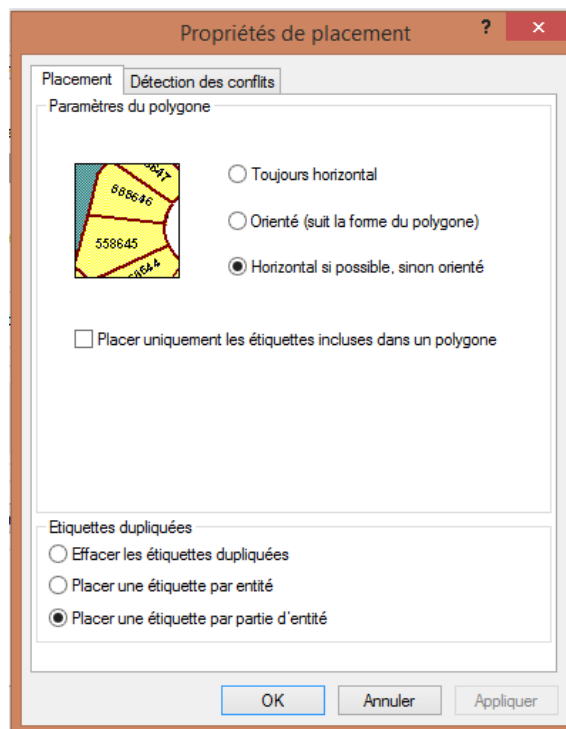 Propriétés de placement
?
×
Placement
Détection des conflits
Paramètres du polygone
888646
558645
Toujours horizontal
Orienté (suit la forme du polygone)
Horizontal si possible, sinon orienté
Placer uniquement les étiquettes incluses dans un polygone
Etiquettes dupliquées
Effacer les étiquettes dupliquées
Placer une étiquette par entité
Placer une étiquette par partie d'entité
OK
Annuler
Appliquer